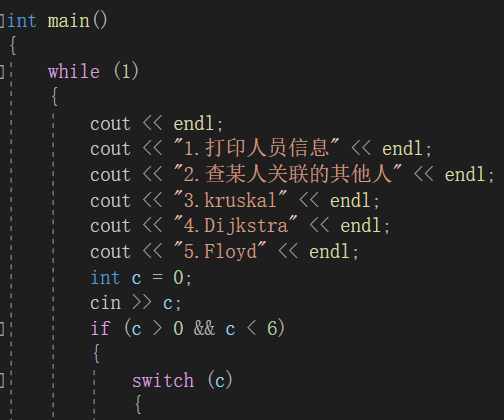 int main()
{
while (1)
{
cout << endl;
cout << "1.打印人员信息" << endl;
cout << "2.查某人关联的其他人" << endl;
cout << "3.kruskal" << endl;
cout << "4.Dijkstra" << endl;
cout << "5.Floyd" << endl;
int c = 0;
cin >> c;
if (c > 0 && c < 6)
{
switch (c)
{